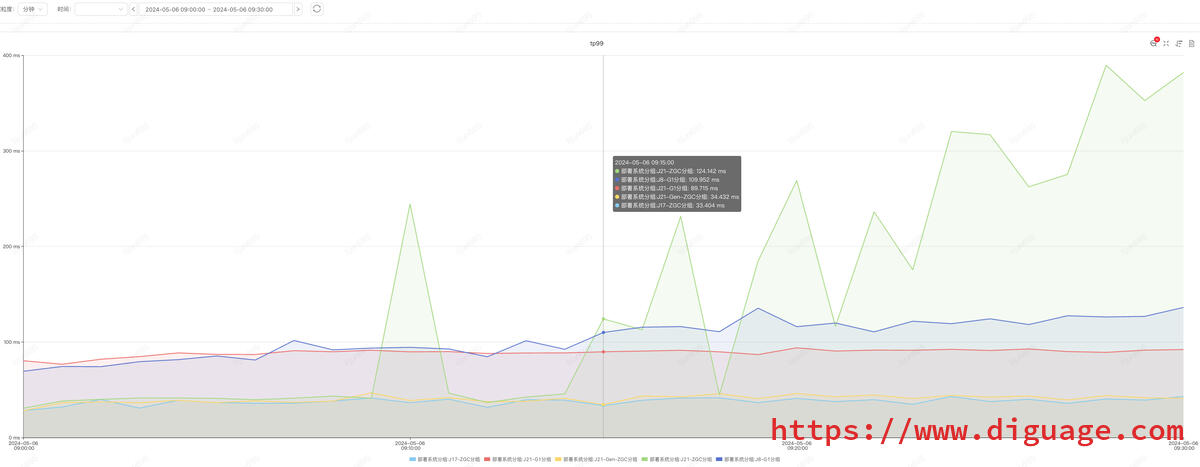 粒度: 分钟 时间: 2024-05-06 09:00:00 - 2024-05-06 09:30:00
tp99
400 ms
300 ms
2024-05-06 09:15:00
部署系统分组:J21-ZGC分组: 124.142 ms
部署系统分组:J8-G1分组: 109.952 ms
部署系统分组:J21-G1分组: 89.715 ms
部署系统分组:J21-Gen-ZGC分组: 34.432 ms
部署系统分组:J17-ZGC分组: 33.404 ms
200 ms
100 ms
0 ms
https://www.diguage.com
2024-05-06
09:00:00
2024-05-06
09:10:00
2024-05-06
09:20:00
2024-05-06
09:30:00
部署系统分组:J17-ZGC分组 部署系统分组:J21-G1分组 部署系统分组:J21-Gen-ZGC分组 部署系统分组:J21-ZGC分组 部署系统分组:J8-G1分组